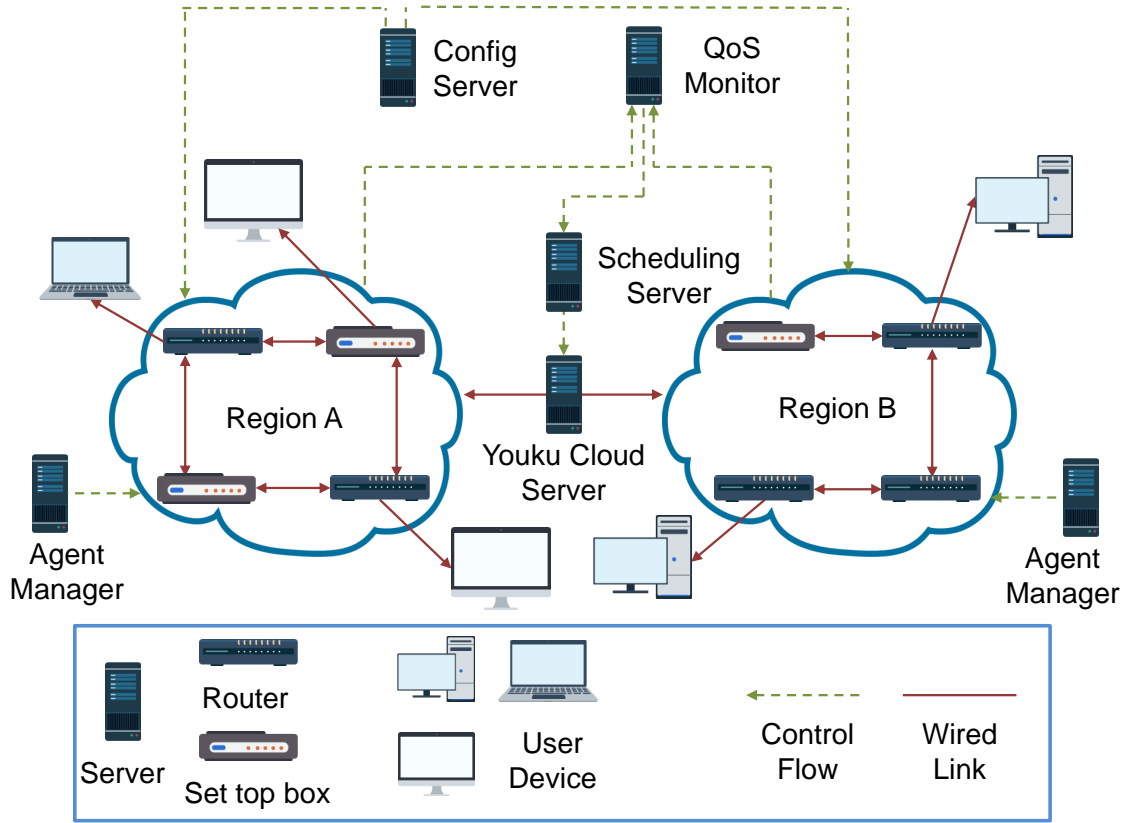 Config
Server
QoS
Monitor
Scheduling
Server
Region A
Region B
Youku Cloud
Server
Agent
Manager
Agent
Manager
Server
Router
Set top box
User
Device
Control
Flow
Wired
Link